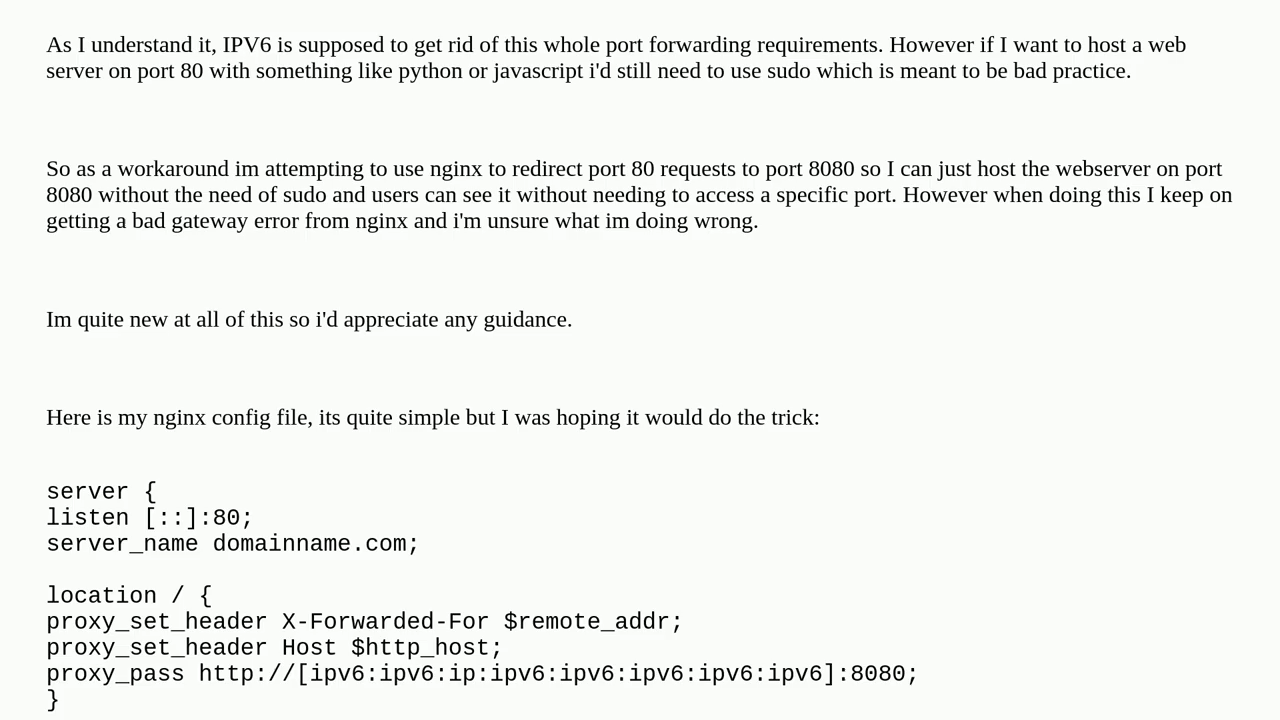 As I understand it, IPV6 is supposed to get rid of this whole port forwarding requirements. However if I want to host a web
server on port 80 with something like python or javascript i'd still need to use sudo which is meant to be bad practice.
So as a workaround im attempting to use nginx to redirect port 80 requests to port 8080 so I can just host the webserver on port
8080 without the need of sudo and users can see it without needing to access a specific port. However when doing this I keep on
getting a bad gateway error from nginx and i'm unsure what im doing wrong.
Im quite new at all of this so i'd appreciate any guidance.
Here is my nginx config file, its quite simple but I was hoping it would do the trick:
server {
listen [::]:80;
server_name domainname.com;
location / {
proxy_set_header X-Forwarded-For $remote_addr;
proxy_set_header Host $http_host;
proxy_pass http://[ipv6:ipv6:ip:ipv6:ipv6:ipv6:ipv6:ipv6]:8080;
}